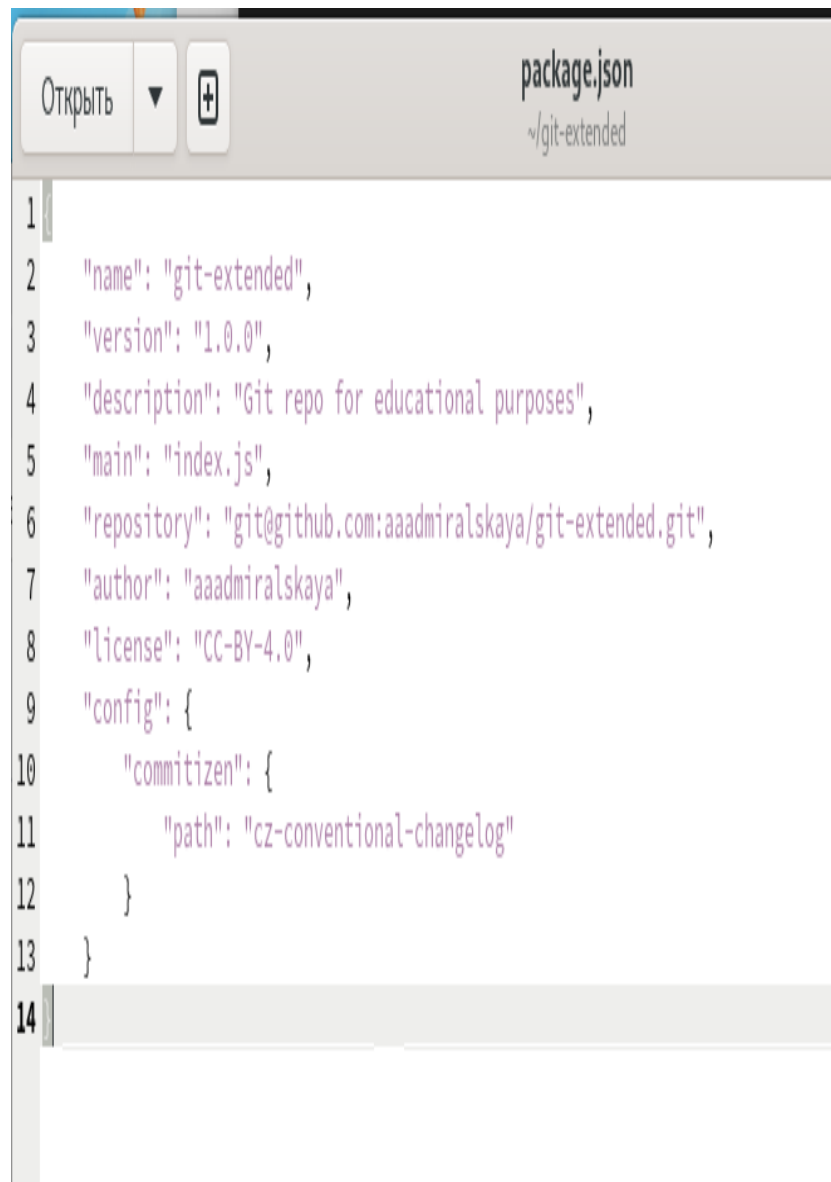 Открыть
package.json
~/git-extended
1 {
2 "name": "git-extended",
3 "version": "1.0.0",
4 "description": "Git repo for educational purposes",
5 "main": "index.js",
6 "repository": "git@github.com:aaadmiralskaya/git-extended.git",
7 "author": "aaadmiralskaya",
8 "license": "CC-BY-4.0",
9 "config": {
10 "commitizen": {
11 "path": "cz-conventional-changelog"
12 }
13 }
14 }